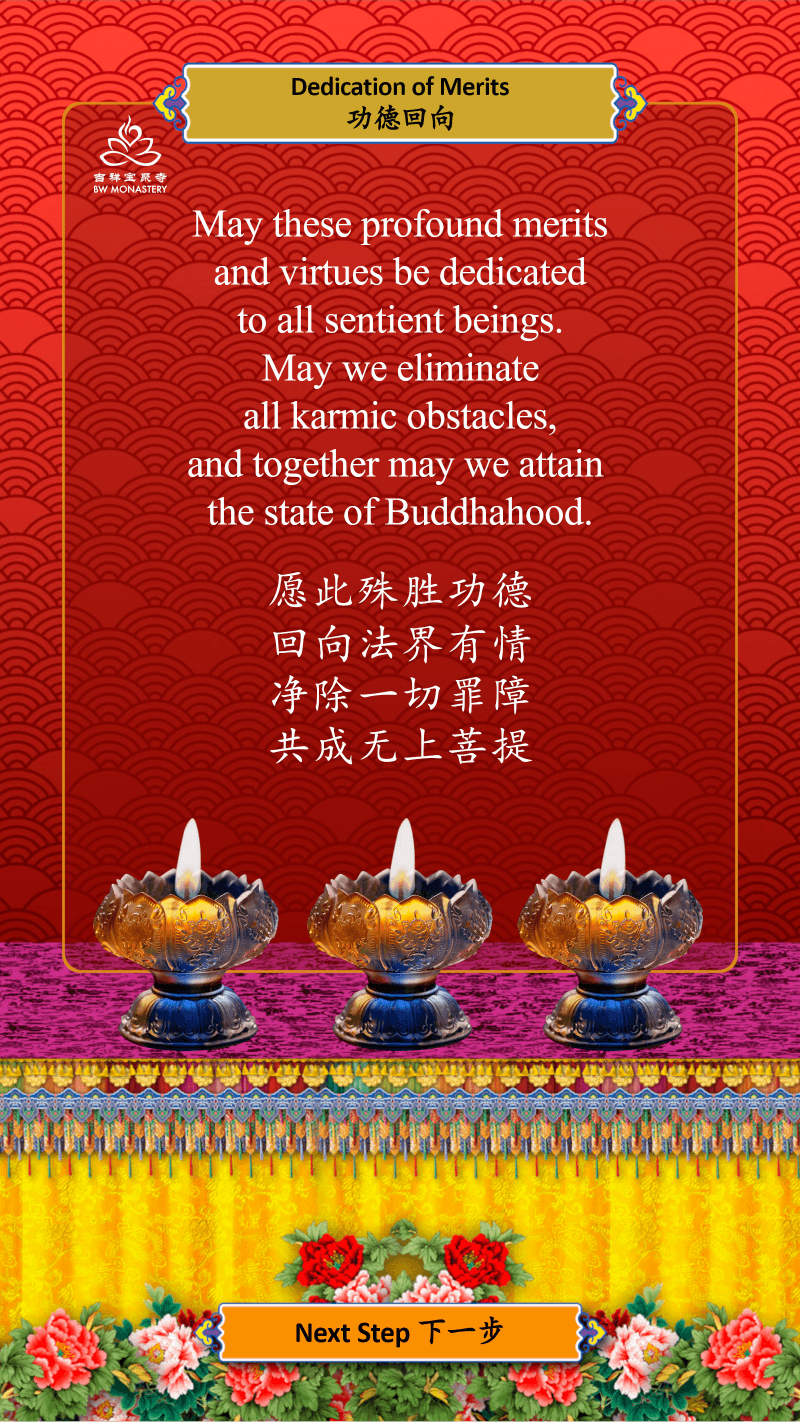 Dedication of Merits
功德回向
吉祥宝聚寺
BW MONASTERY
May these profound merits
and virtues be dedicated
to all sentient beings.
May we eliminate
all karmic obstacles,
and together may we attain
the state of Buddhahood.
愿此殊胜功德
回向法界有情
净除一切罪障
共成无上菩提
Next Step 下一步